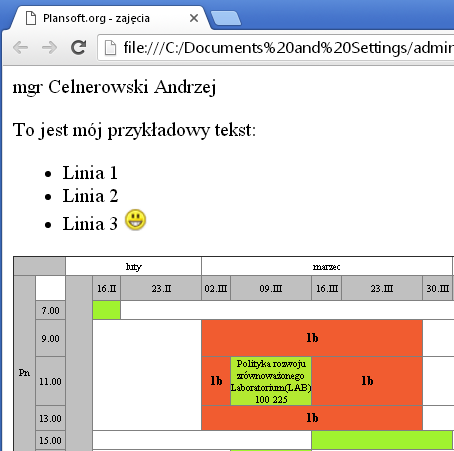 Plansoft.org - zajęcia
file:///C:/Documents%20and%20Settings/admin
mgr Celnerowski Andrzej
To jest mój przykładowy tekst:
Linia 1
Linia 2
Linia 3
luty marzec
16.II 23.II 02.III 09.III 16.III 23.III 30.III
7.00
9.00 1b
Pn 11.00 1b Polityka rozwoju
zrównoważonego
Laboratorium(LAB)
100 225 1b
13.00 1b
15.00